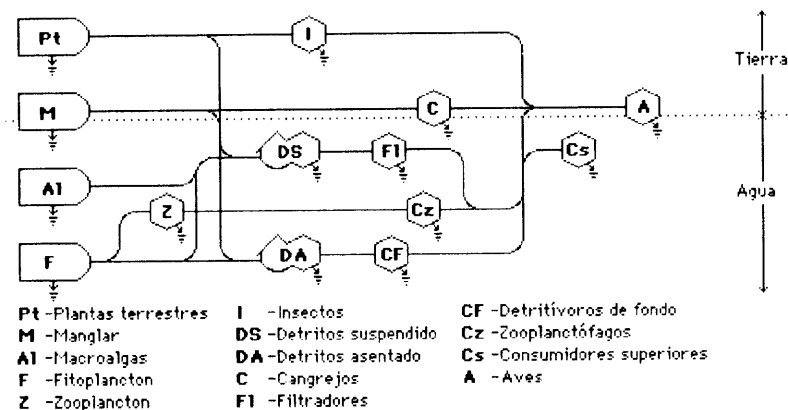 Pt
I
Tierra
M
C
A
DS
F1
Cs
A1
Agua
Z
Cz
F
DA
CF
Pt -Plantas terrestres
M -Manglar
A1 -Macroalgas
F -Fitoplancton
Z -Zooplancton
I -Insectos
DS -Detritos suspendido
DA -Detritos asentado
C -Cangrejos
F1 -Filtradores
CF -Detritívoros de fondo
Cz -Zooplanctófagos
Cs -Consumidores superiores
A -Aves